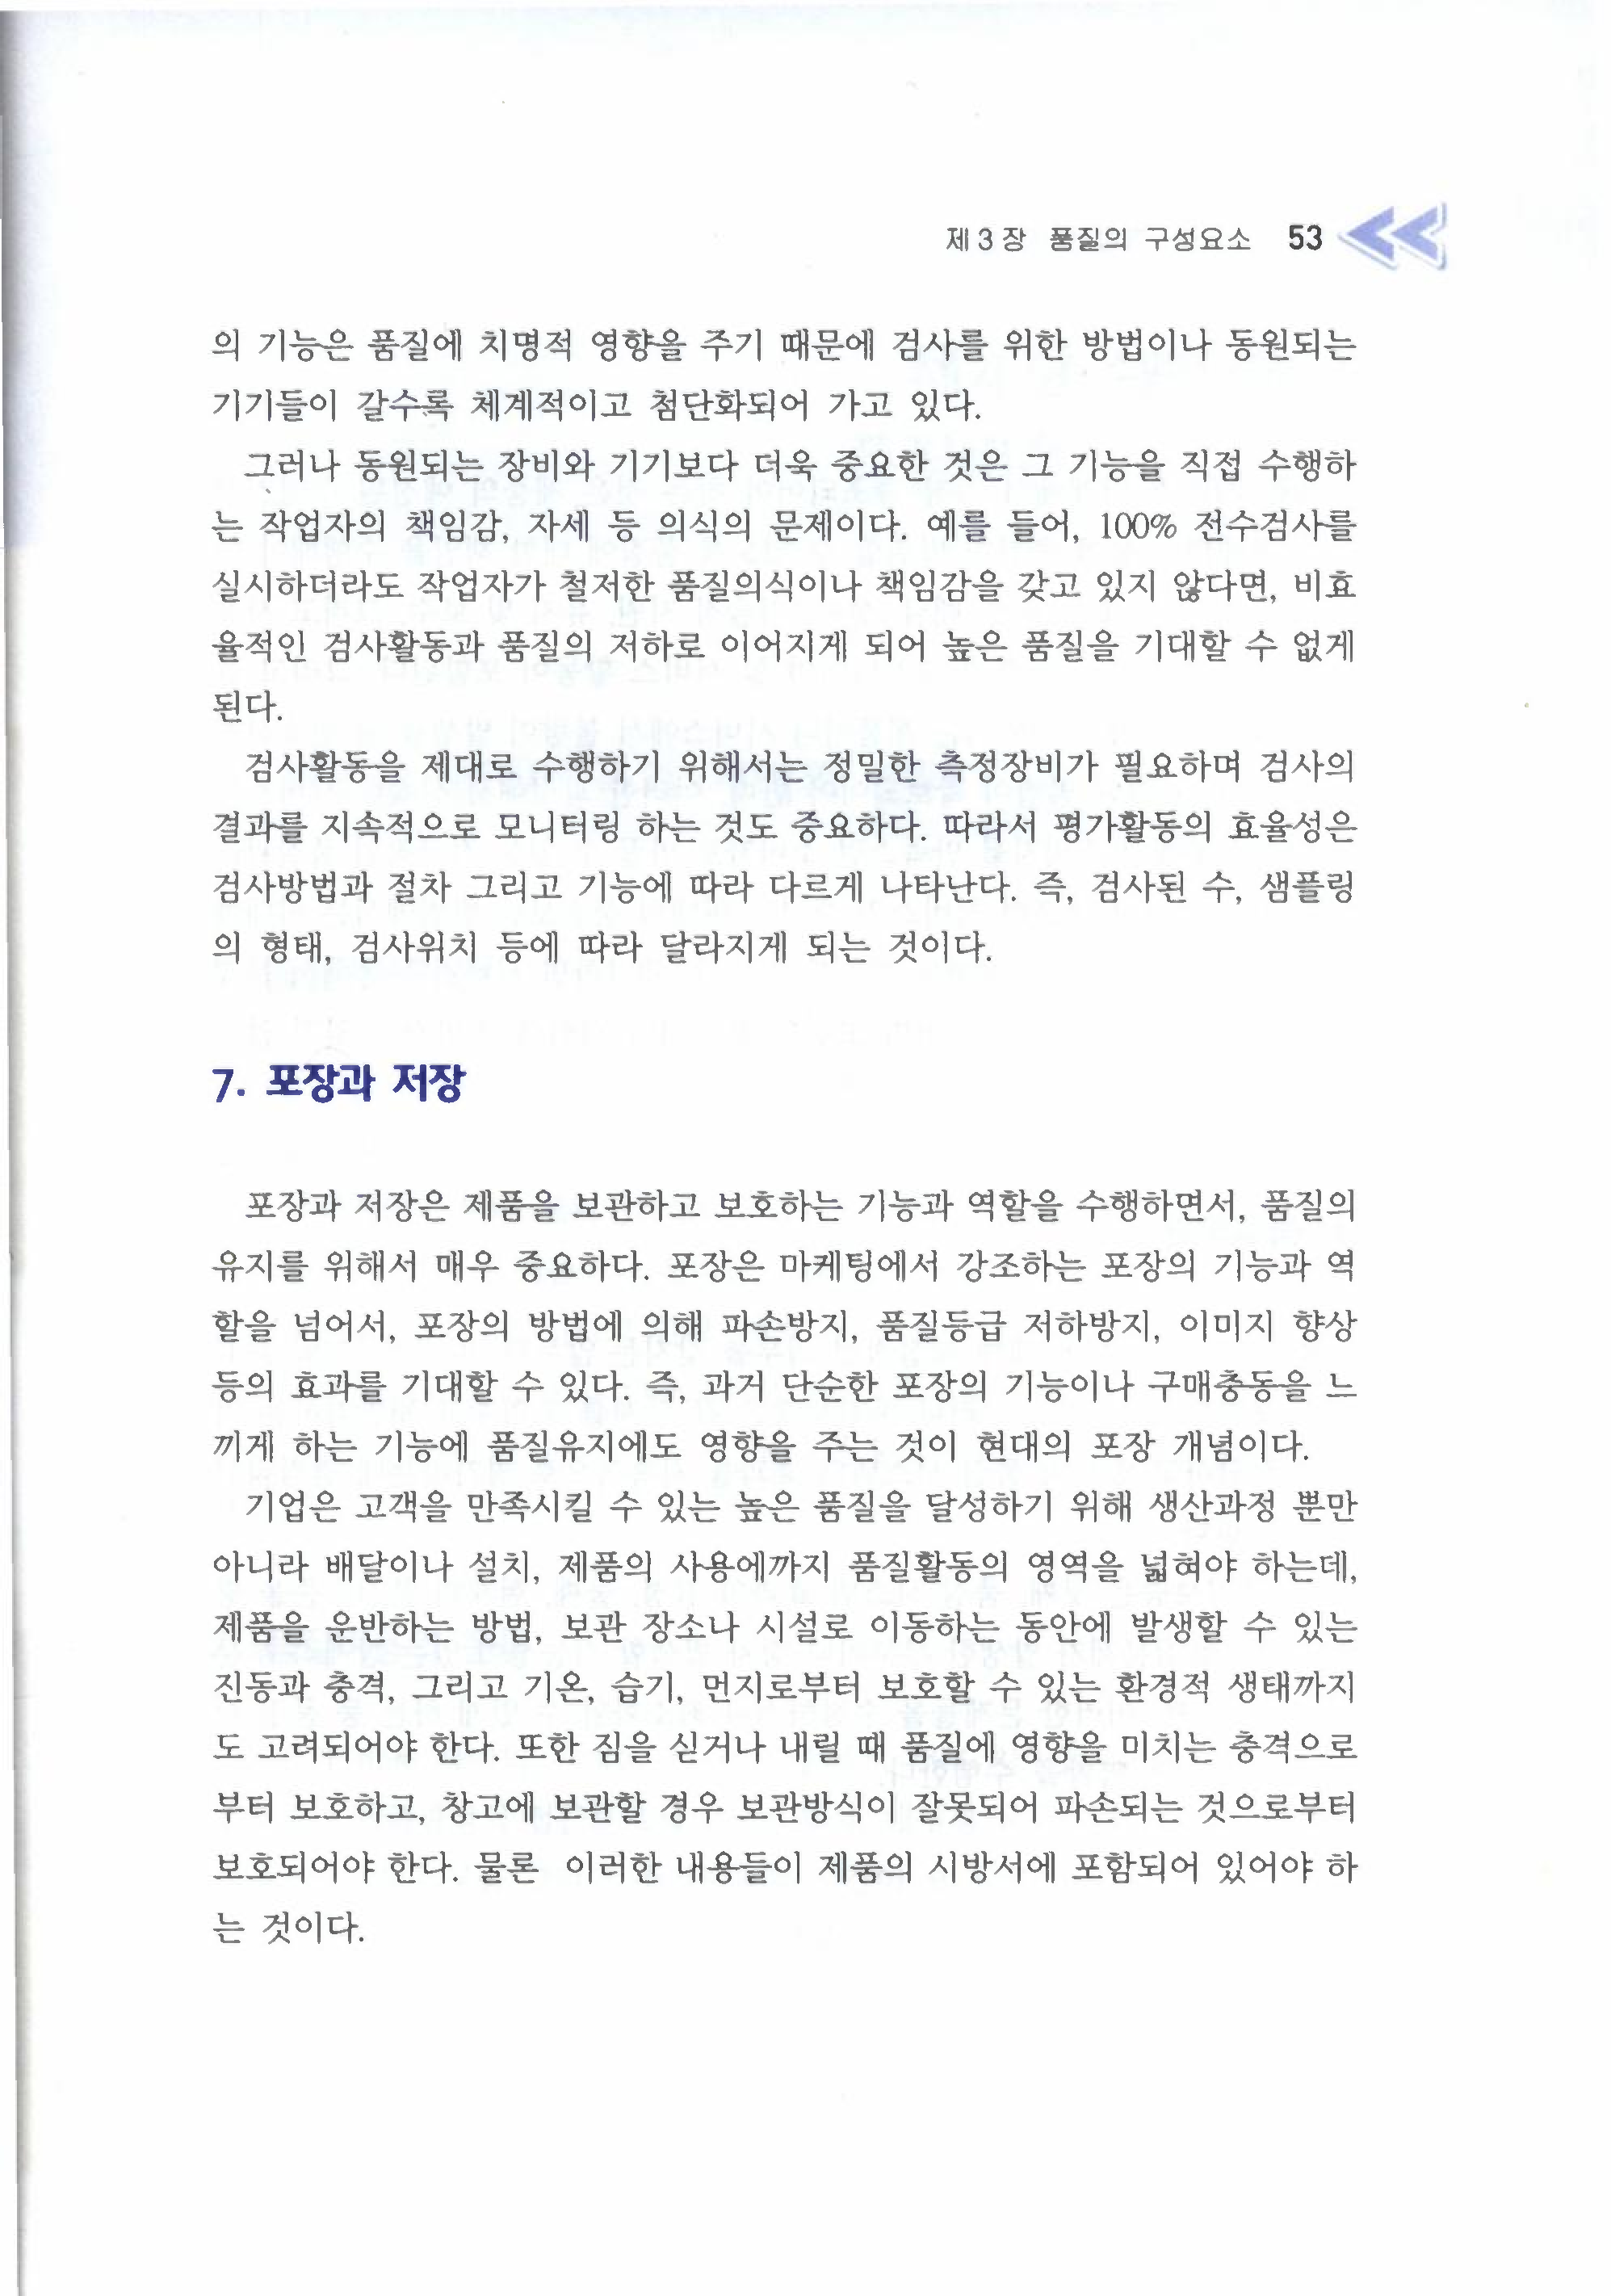 제 3 장 품질의 구성요소 53
의 기능은 품질에 치명적 영향을 주기 때문에 검사를 위한 방법이나 동원되는
기기들이 갈수록 체계적이고 첨단화되어 가고 있다.
그러나 동원되는 장비와 기기보다 더욱 중요한 것은 그 기능을 직접 수행하
는 작업자의 책임감, 자세 등 의식의 문제이다. 예를 들어, 100% 전수검사를
실시하더라도 작업자가 철저한 품질의식이나 책임감을 갖고 있지 않다면, 비효
율적인 검사활동과 품질의 저하로 이어지게 되어 높은 품질을 기대할 수 없게
된다.
검사활동을 제대로 수행하기 위해서는 정밀한 측정장비가 필요하며 검사의
결과를 지속적으로 모니터링 하는 것도 중요하다. 따라서 평가활동의 효율성은
검사방법과 절차 그리고 기능에 따라 다르게 나타난다. 즉, 검사된 수, 샘플링
의 형태, 검사위치 등에 따라 달라지게 되는 것이다.
7. 포장과 저장
포장과 저장은 제품을 보관하고 보호하는 기능과 역할을 수행하면서, 품질의
유지를 위해서 매우 중요하다. 포장은 마케팅에서 강조하는 포장의 기능과 역
할을 넘어서, 포장의 방법에 의해 파손방지, 품질등급 저하방지, 이미지 향상
등의 효과를 기대할 수 있다. 즉, 과거 단순한 포장의 기능이나 구매충동을 느
끼게 하는 기능에 품질유지에도 영향을 주는 것이 현대의 포장 개념이다.
기업은 고객을 만족시킬 수 있는 높은 품질을 달성하기 위해 생산과정 뿐만
아니라 배달이나 설치, 제품의 사용에까지 품질활동의 영역을 넓혀야 하는데,
제품을 운반하는 방법, 보관 장소나 시설로 이동하는 동안에 발생할 수 있는
진동과 충격, 그리고 기온, 습기, 먼지로부터 보호할 수 있는 환경적 생태까지
도 고려되어야 한다. 또한 짐을 싣거나 내릴 때 품질에 영향을 미치는 충격으로
부터 보호하고, 창고에 보관할 경우 보관방식이 잘못되어 파손되는 것으로부터
보호되어야 한다. 물론 이러한 내용들이 제품의 시방서에 포함되어 있어야 하
는 것이다.